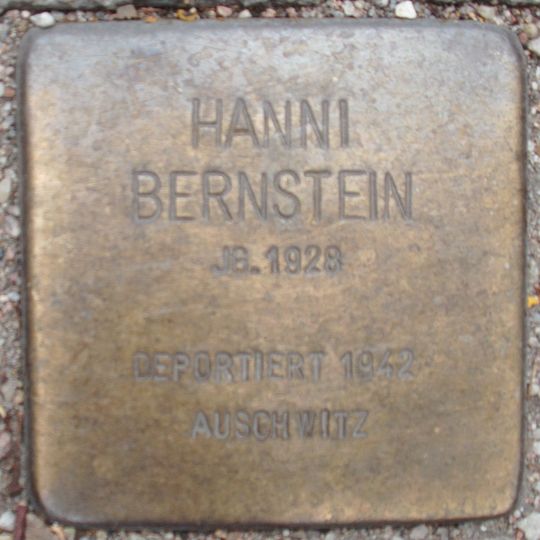 HANNI
BERNSTEIN
JG.1928
DEPORTIERT 1942
AUSCHWITZ